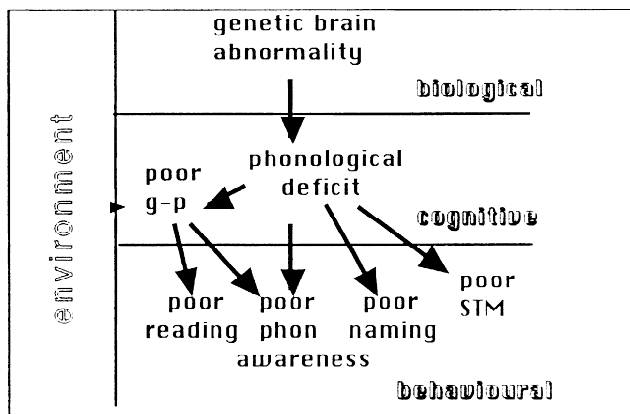 genetic brain
abnormality
biological
environment
phonological
deficit
poor
g-p
cognitive
poor
reading
poor
phon
awareness
poor
naming
poor
STM
behavioural